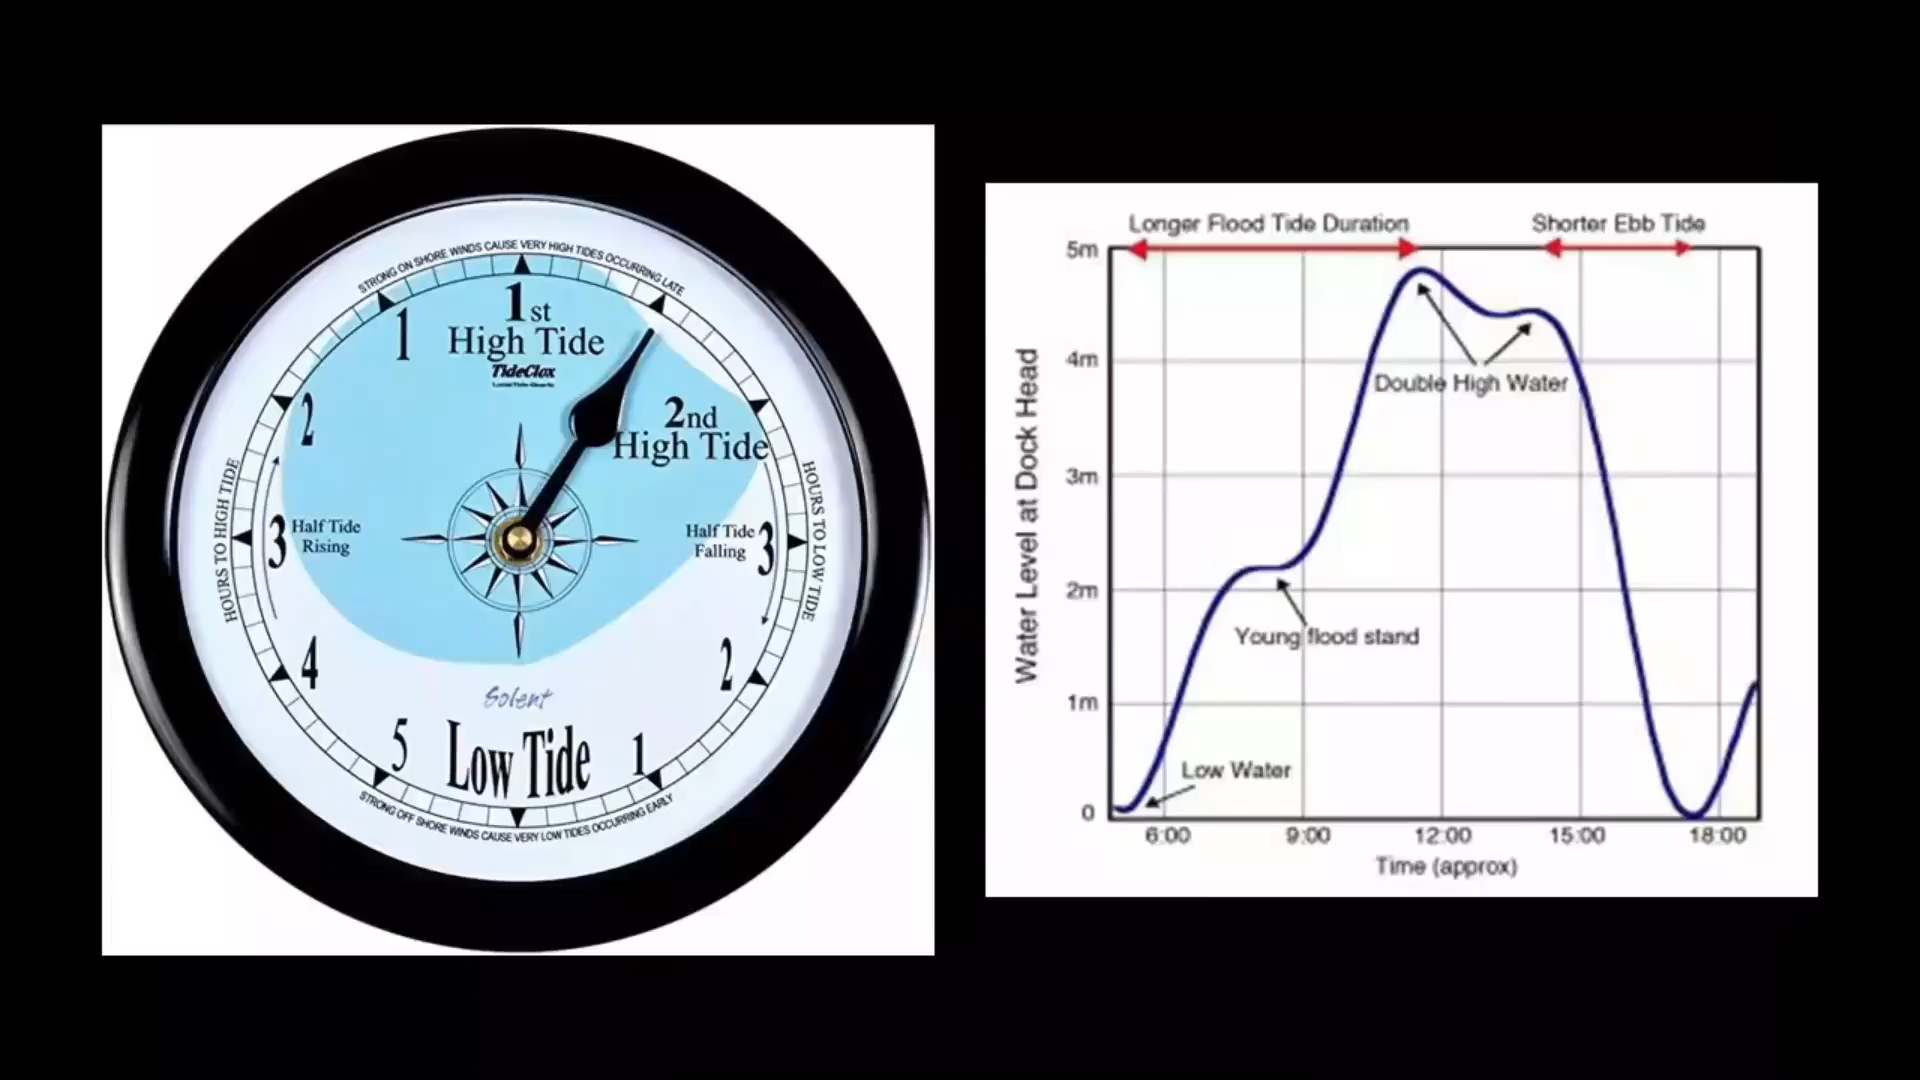 STRONG ON SHORE WINDS CAUSE VERY HIGH TIDES OCCURRING LATE
1st
High Tide
TideClox
1
2
2nd
High Tide
HOURS TO HIGH TIDE
3
Half Tide
Rising
Half Tide
Falling
3
HOURS TO LOW TIDE
4
2
Solent
5
Low Tide
1
STRONG OFF SHORE WINDS CAUSE VERY LOW TIDES OCCURRING EARLY
Longer Flood Tide Duration
Shorter Ebb Tide
5m
4m
3m
2m
1m
0
Water Level at Dock Head
Double High Water
Young flood stand
Low Water
6:00 9:00 12:00 15:00 18:00
Time (approx)